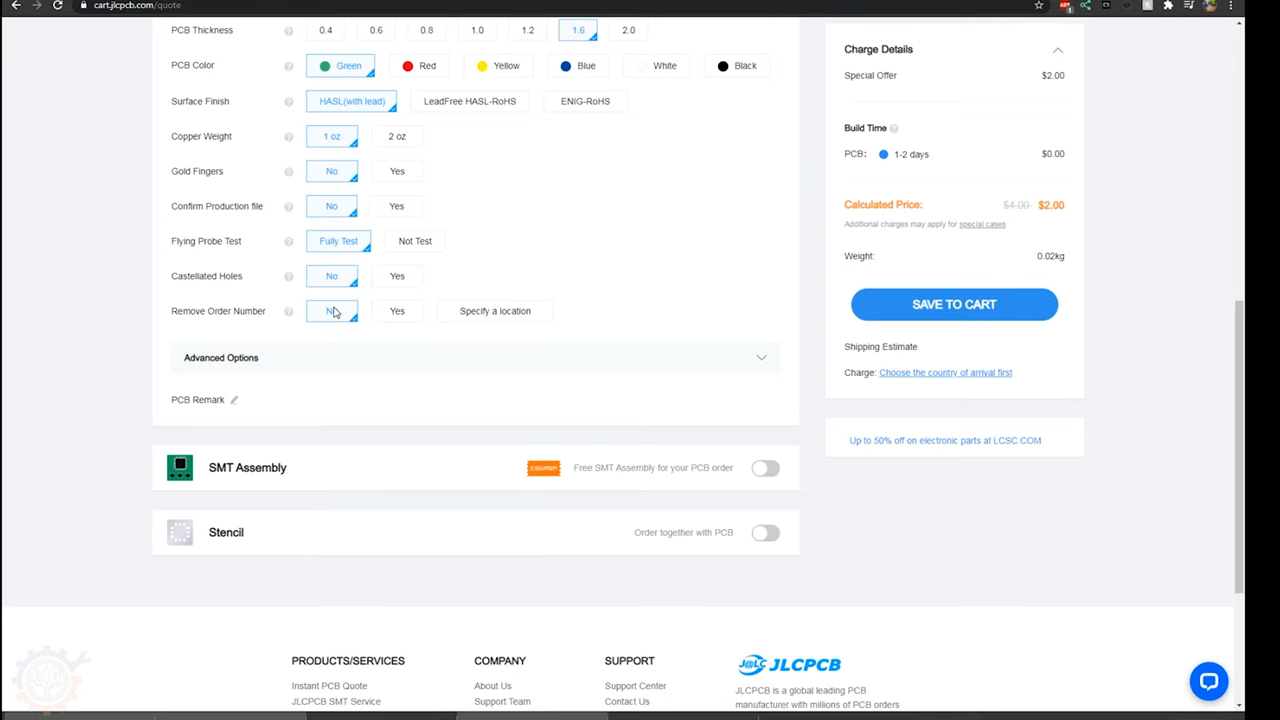 cart.jlcpcb.com/quote
PCB Thickness 0.4 0.6 0.8 1.0 1.2 1.6 2.0
PCB Color Green Red Yellow Blue White Black
Surface Finish HASL(with lead) LeadFree HASL-RoHS ENIG-RoHS
Copper Weight 1 oz 2 oz
Gold Fingers No Yes
Confirm Production file No Yes
Flying Probe Test Fully Test Not Test
Castellated Holes No Yes
Remove Order Number Yes Specify a location
Advanced Options
PCB Remark
SMT Assembly COUPON Free SMT Assembly for your PCB order
Stencil Order together with PCB
Charge Details
Special Offer $2.00
Build Time
PCB: 1-2 days $0.00
Calculated Price: $4.00 $2.00
Additional charges may apply for special cases
Weight: 0.02kg
SAVE TO CART
Shipping Estimate
Charge: Choose the country of arrival first
Up to 50% off on electronic parts at LCSC.COM
PRODUCTS/SERVICES
Instant PCB Quote
JLCPCB SMT Service
COMPANY
About Us
Support Team
SUPPORT
Support Center
Contact Us
J@LC JLCPCB
JLCPCB is a global leading PCB
manufacturer with millions of PCB orders